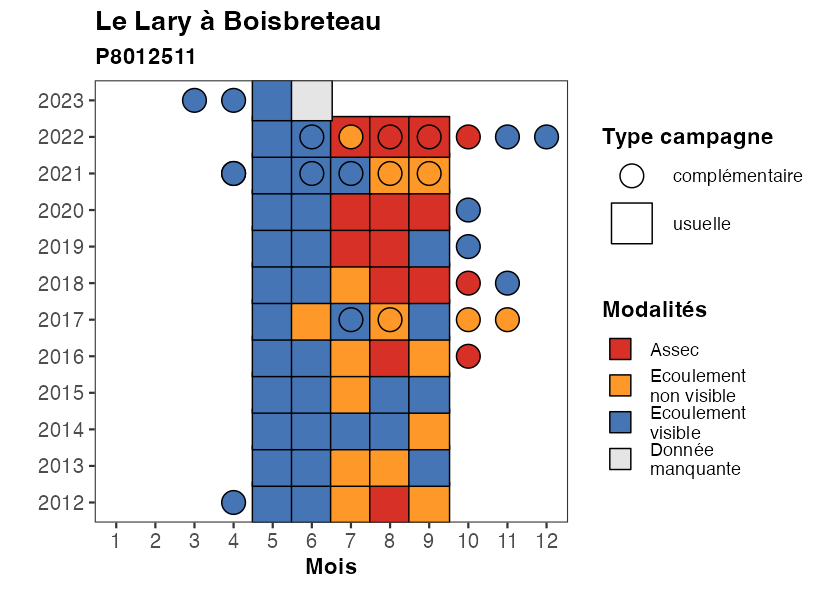 Le Lary à Boisbreteau
P8012511
2023
2022
2021
2020
2019
2018
2017
2016
2015
2014
2013
2012
1 2 3 4 5 6 7 8 9 10 11 12
Mois
Type campagne
complémentaire
usuelle
Modalités
Assec
Ecoulement
non visible
Ecoulement
visible
Donnée
manquante